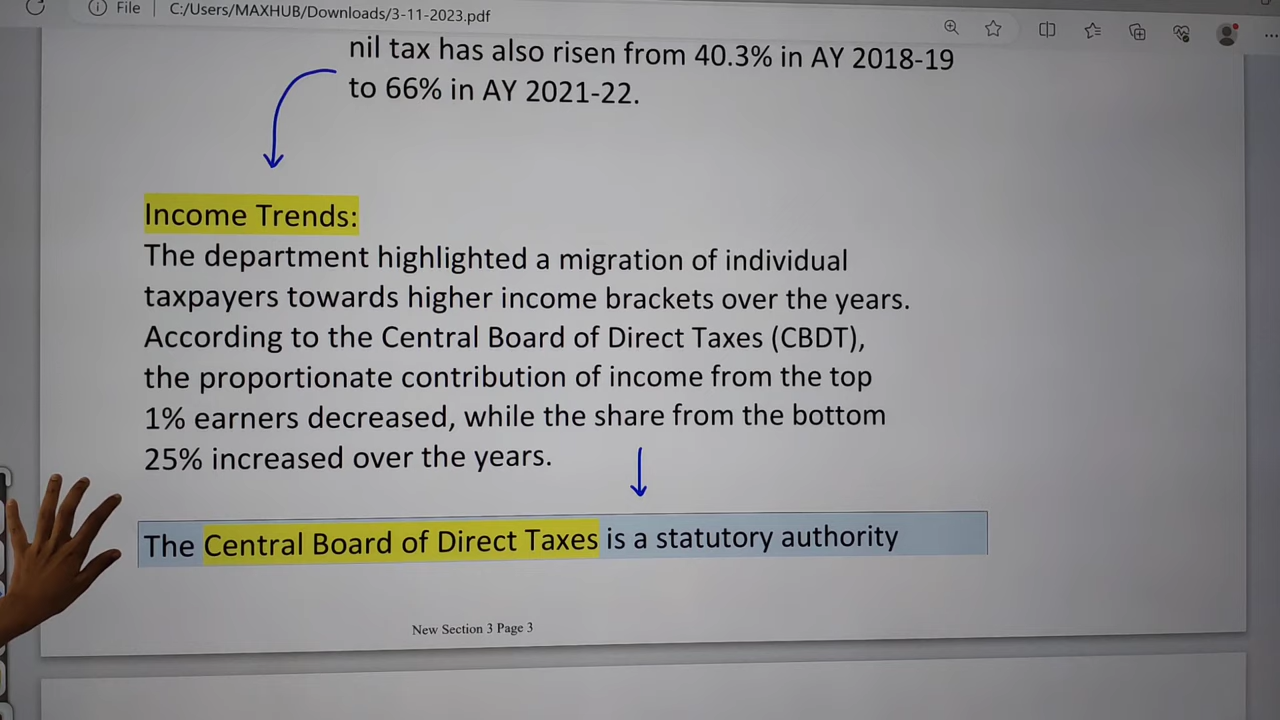 File
C:/Users/MAXHUB/Downloads/3-11-2023.pdf
nil tax has also risen from 40.3% in AY 2018-19
to 66% in AY 2021-22.
Income Trends:
The department highlighted a migration of individual
taxpayers towards higher income brackets over the years.
According to the Central Board of Direct Taxes (CBDT),
the proportionate contribution of income from the top
1% earners decreased, while the share from the bottom
25% increased over the years.
The Central Board of Direct Taxes is a statutory authority
New Section 3 Page 3